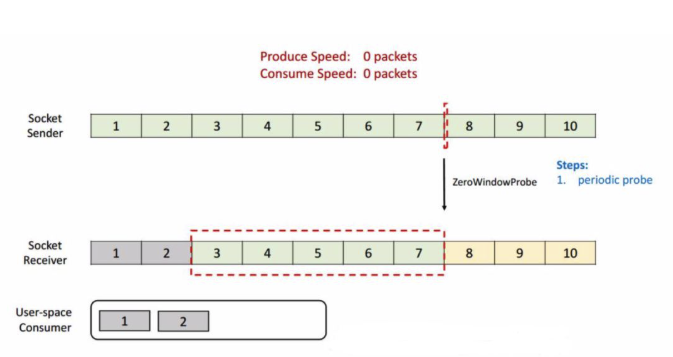 Produce Speed: 0 packets
Consume Speed: 0 packets
Socket
Sender
1 2 3 4 5 6 7 8 9 10
Steps:
1. periodic probe
ZeroWindowProbe
Socket
Receiver
1 2 3 4 5 6 7 8 9 10
User-space
Consumer
1 2